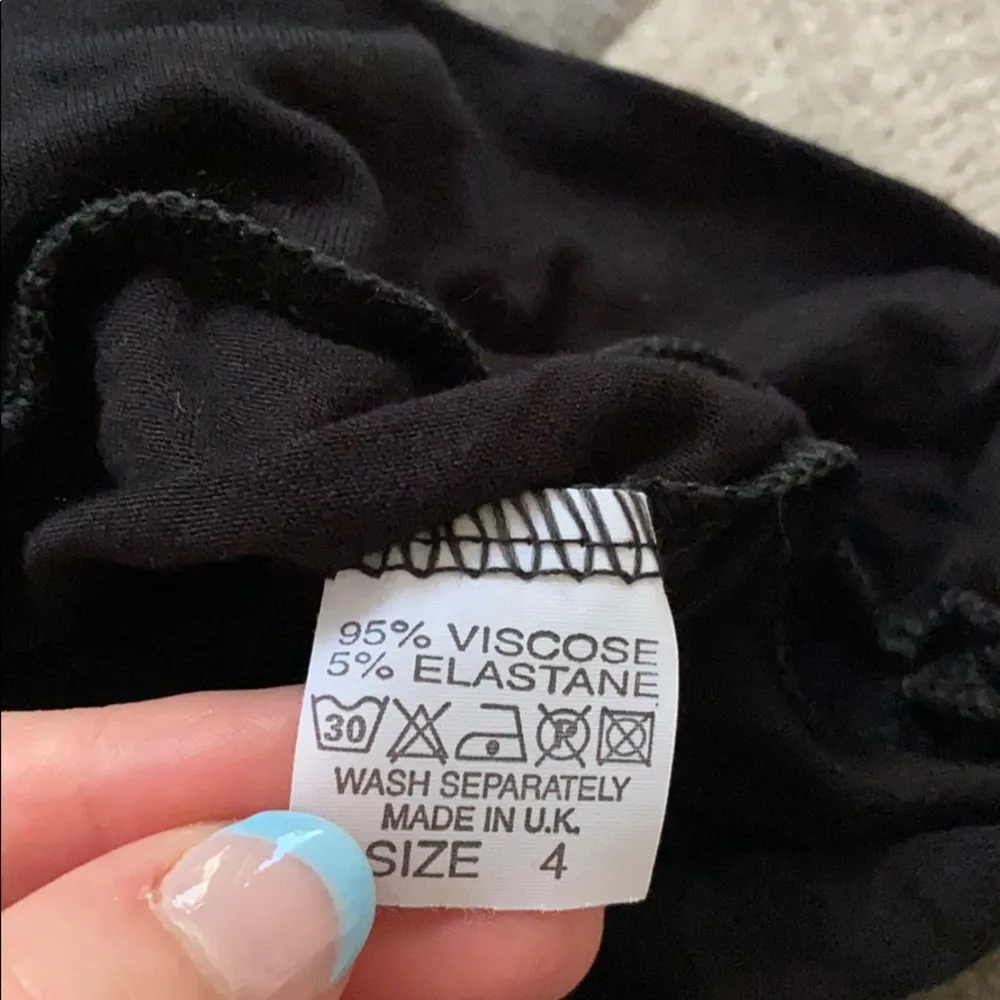 95% VISCOSE
5% ELASTANE
30 P
WASH SEPARATELY
MADE IN U.K.
SIZE 4